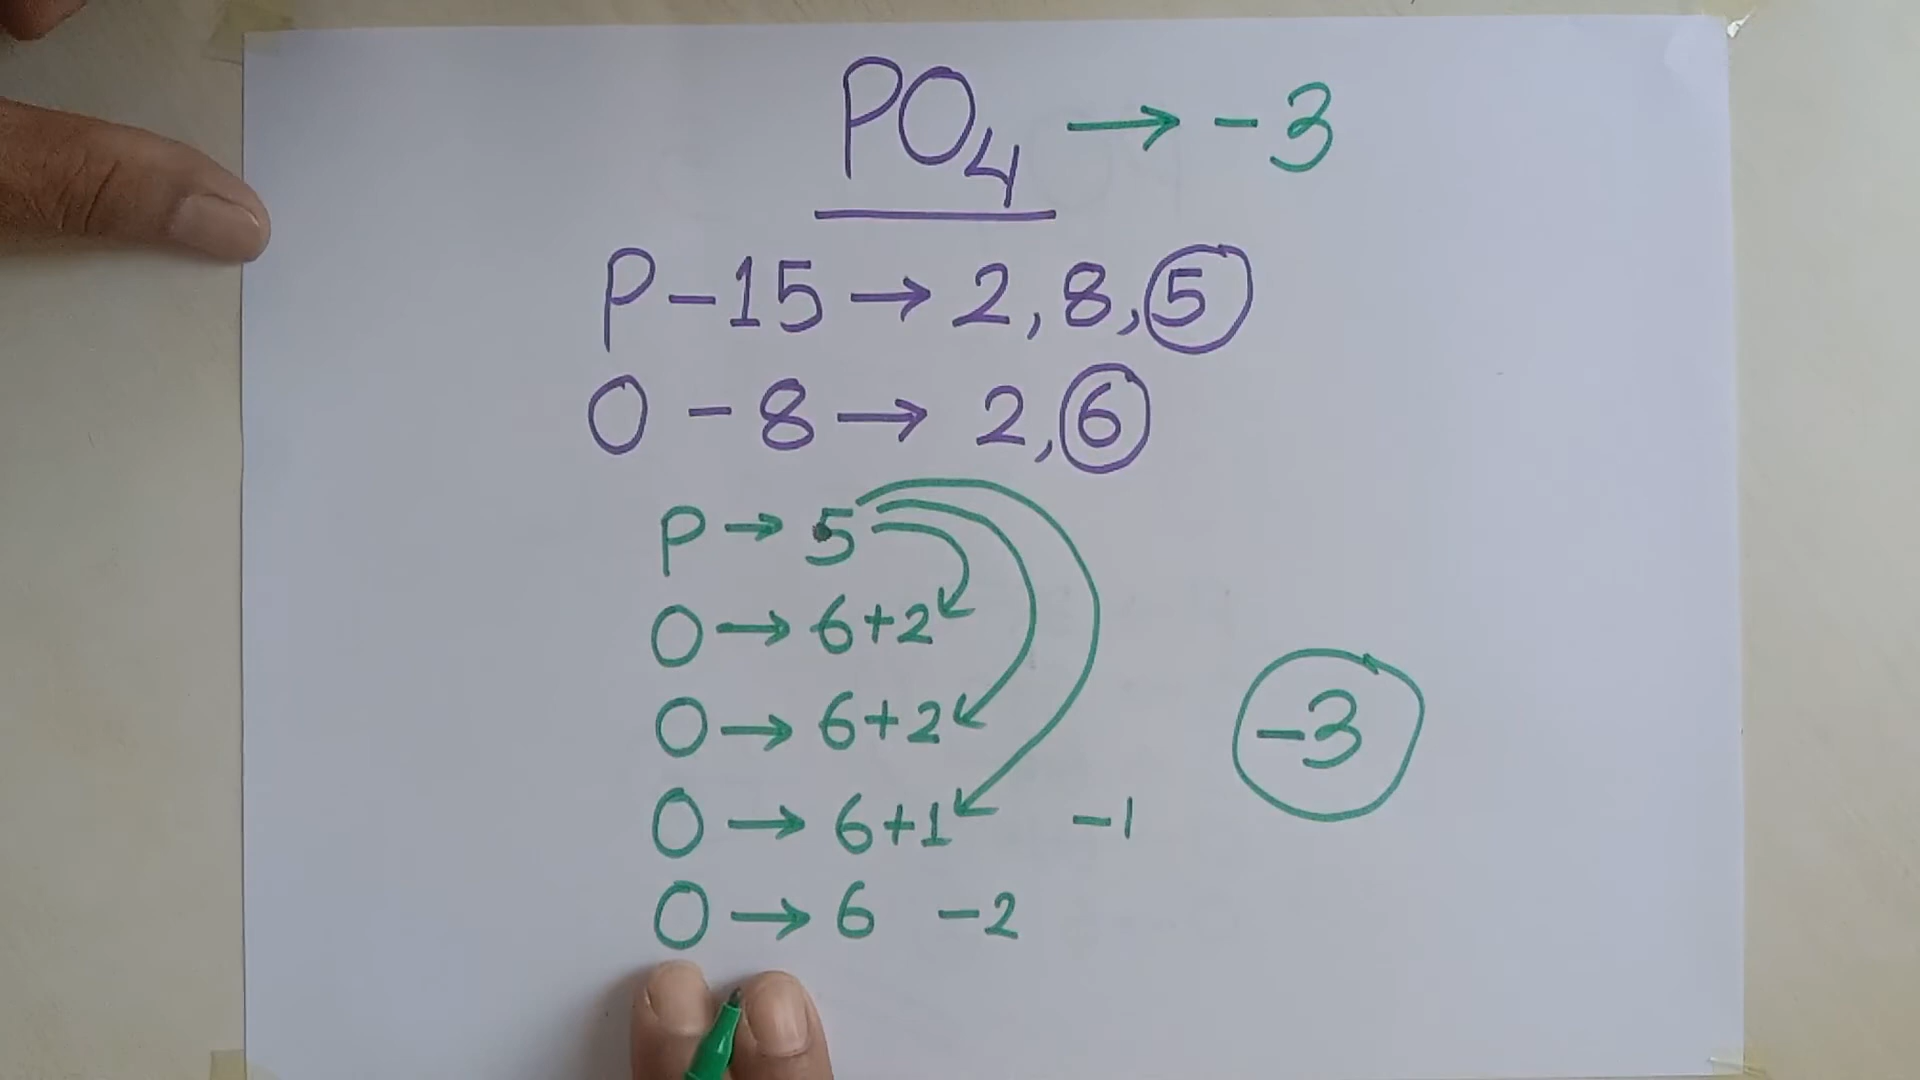 PO₄ → -3
P - 15 → 2, 8, 5
O - 8 → 2, 6
P → 5
O → 6+2
O → 6+2
-3
O → 6+1 -1
O → 6 -2